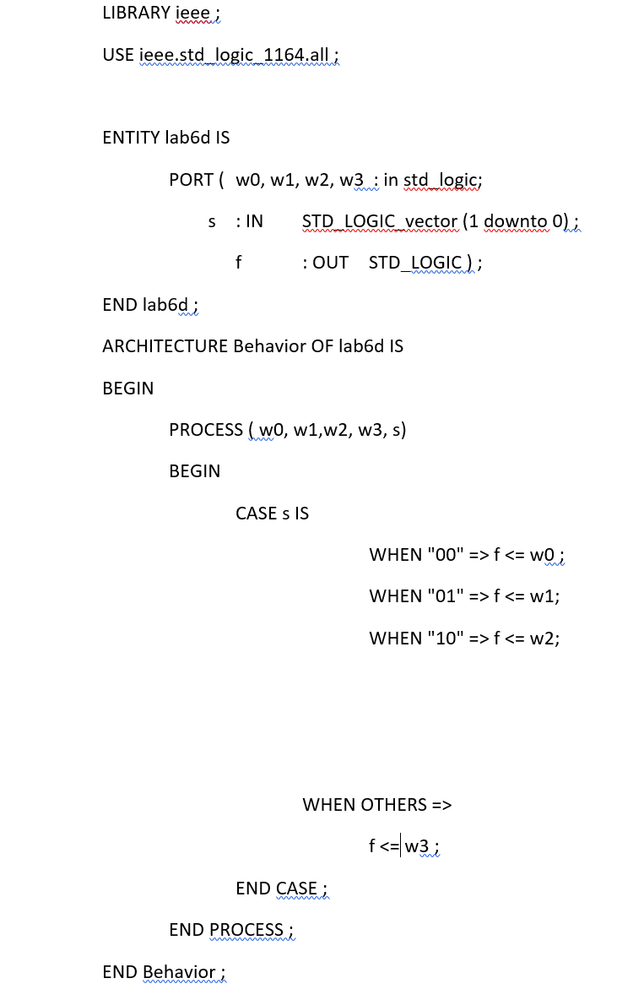 LIBRARY ieee ;
USE ieee.std_logic_1164.all ;
ENTITY lab6d IS
PORT ( w0, w1, w2, w3 : in std_logic;
s : IN STD_LOGIC_vector (1 downto 0) ;
f : OUT STD_LOGIC ) ;
END lab6d ;
ARCHITECTURE Behavior OF lab6d IS
BEGIN
PROCESS ( w0, w1,w2, w3, s)
BEGIN
CASE s IS
WHEN "00" => f <= w0 ;
WHEN "01" => f <= w1;
WHEN "10" => f <= w2;
WHEN OTHERS =>
f <= w3 ;
END CASE ;
END PROCESS ;
END Behavior ;